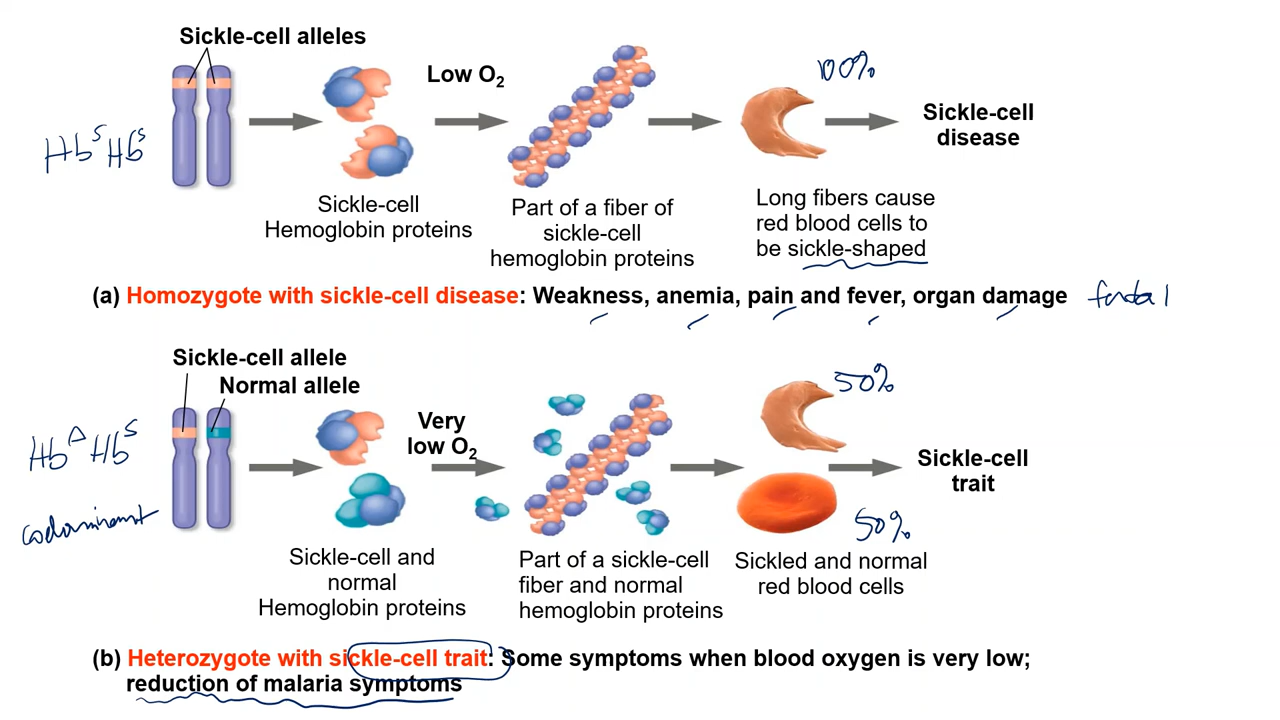 Sickle-cell alleles
Low O₂
100%
Sickle-cell
disease
Hb^S Hb^S
Sickle-cell
Hemoglobin proteins
Part of a fiber of
sickle-cell
hemoglobin proteins
Long fibers cause
red blood cells to
be sickle-shaped
(a) Homozygote with sickle-cell disease: Weakness, anemia, pain and fever, organ damage
Sickle-cell allele
Normal allele
Very
low O₂
50%
Hb^A Hb^S
Sickle-cell
trait
codominant
50%
Sickle-cell and
normal
Hemoglobin proteins
Part of a sickle-cell
fiber and normal
hemoglobin proteins
Sickled and normal
red blood cells
(b) Heterozygote with sickle-cell trait: Some symptoms when blood oxygen is very low;
reduction of malaria symptoms